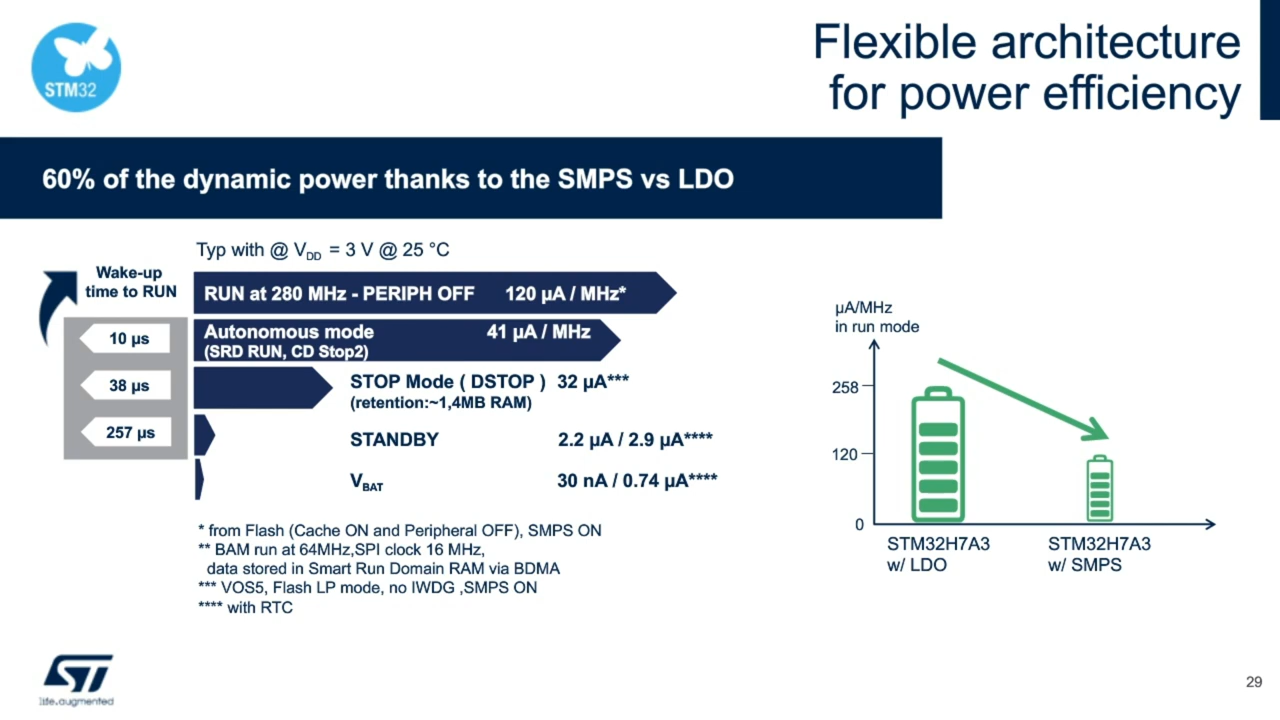 STM32
Flexible architecture
for power efficiency
60% of the dynamic power thanks to the SMPS vs LDO
Typ with @ VDD = 3 V @ 25 °C
Wake-up
time to RUN
RUN at 280 MHz - PERIPH OFF 120 µA / MHz*
10 µs
Autonomous mode 41 µA / MHz
(SRD RUN, CD Stop2)
38 µs
STOP Mode ( DSTOP ) 32 µA***
(retention:~1,4MB RAM)
257 µs
STANDBY 2.2 µA / 2.9 µA****
VBAT 30 nA / 0.74 µA****
* from Flash (Cache ON and Peripheral OFF), SMPS ON
** BAM run at 64MHz,SPI clock 16 MHz,
data stored in Smart Run Domain RAM via BDMA
*** VOS5, Flash LP mode, no IWDG ,SMPS ON
**** with RTC
µA/MHz
in run mode
258
120
0
STM32H7A3
w/ LDO
STM32H7A3
w/ SMPS
ST
life.augmented
29